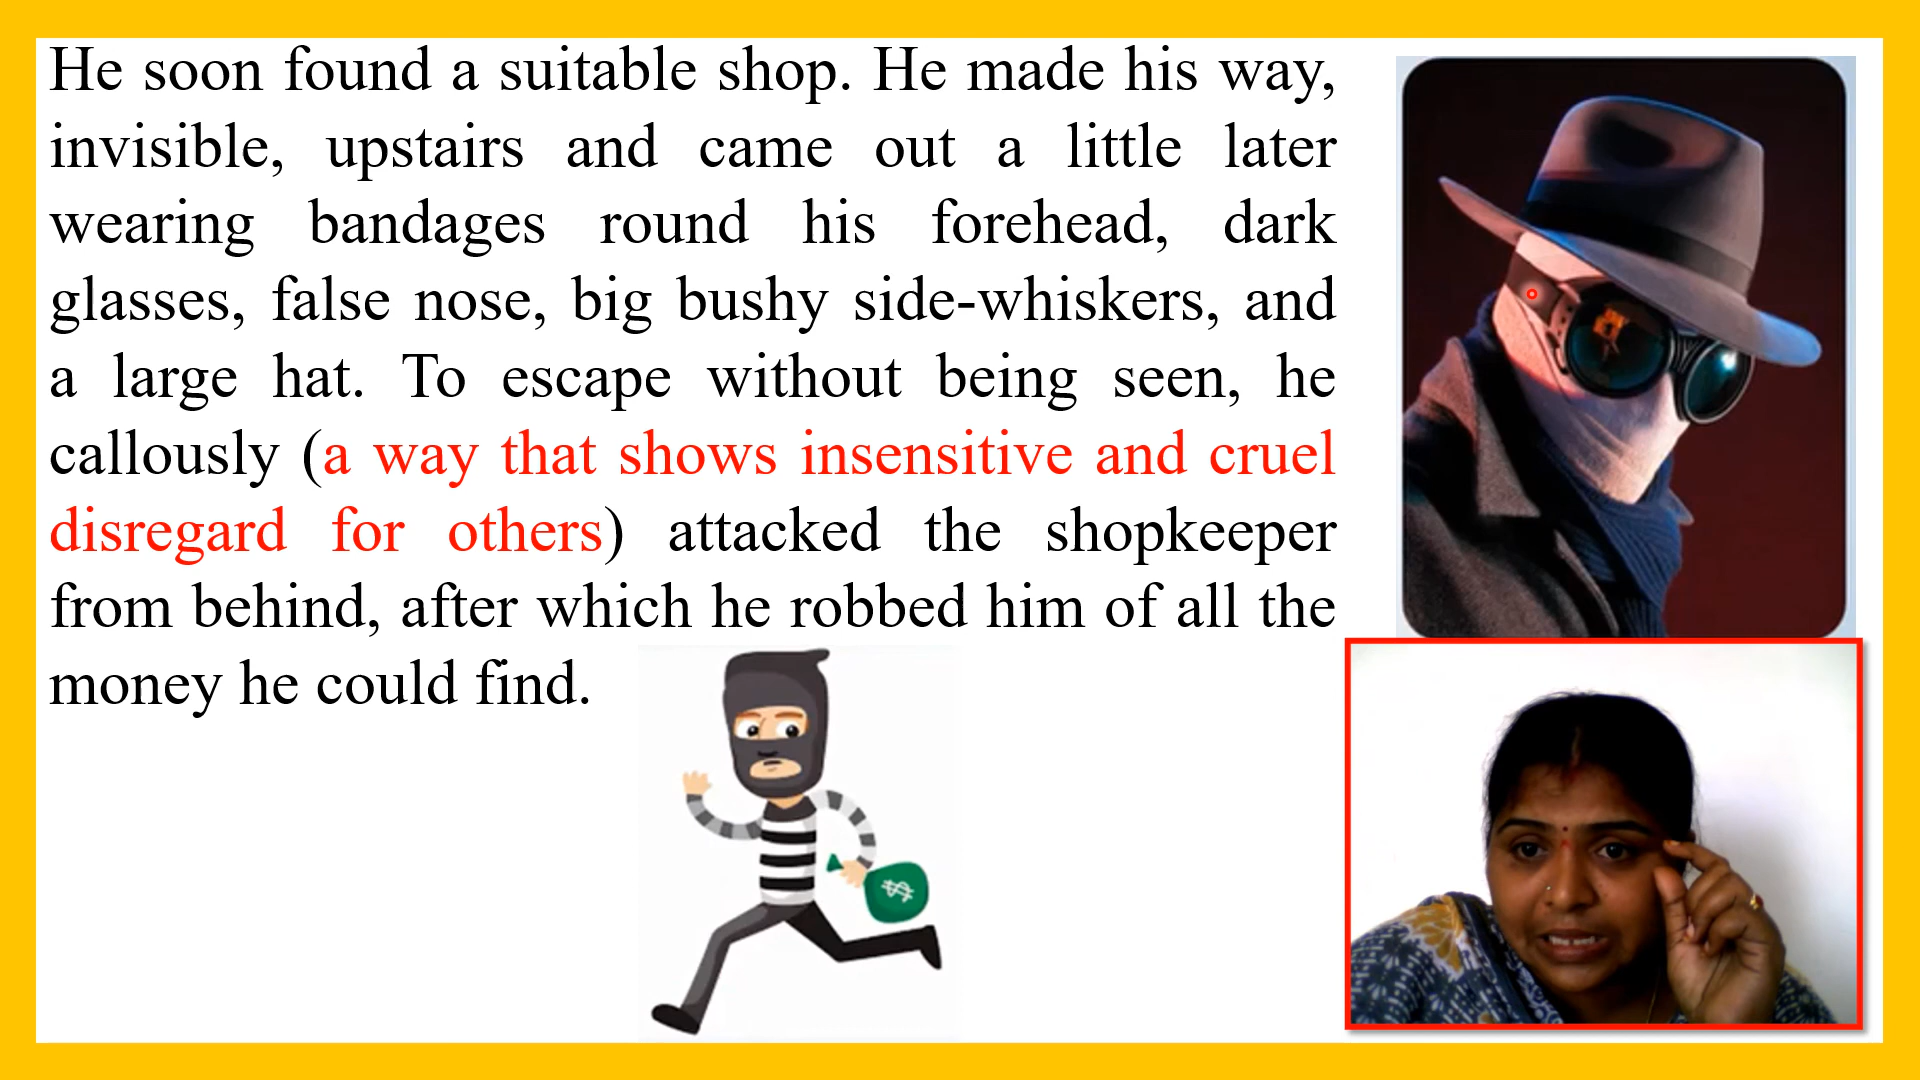 He soon found a suitable shop. He made his way,
invisible, upstairs and came out a little later
wearing bandages round his forehead, dark
glasses, false nose, big bushy side-whiskers, and
a large hat. To escape without being seen, he
callously (a way that shows insensitive and cruel
disregard for others) attacked the shopkeeper
from behind, after which he robbed him of all the
money he could find.
$